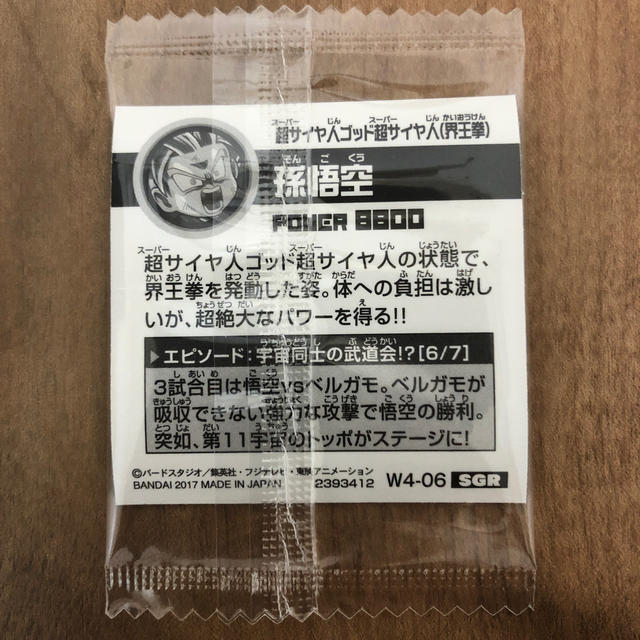 超サイヤ人ゴッド超サイヤ人(界王拳)
孫悟空
POWER 8800
超サイヤ人ゴッド超サイヤ人の状態で、
界王拳を発動した姿。体への負担は激し
いが、超絶大なパワーを得る!!
▶エピソード:宇宙同士の武道会!?[6/7]
3試合目は悟空vsベルガモ。ベルガモが
吸収できない強力な攻撃で悟空の勝利。
突如、第11宇宙のトッポがステージに!
©バードスタジオ/集英社・フジテレビ・東映アニメーション
BANDAI 2017 MADE IN JAPAN 2393412 W4-06 SGR